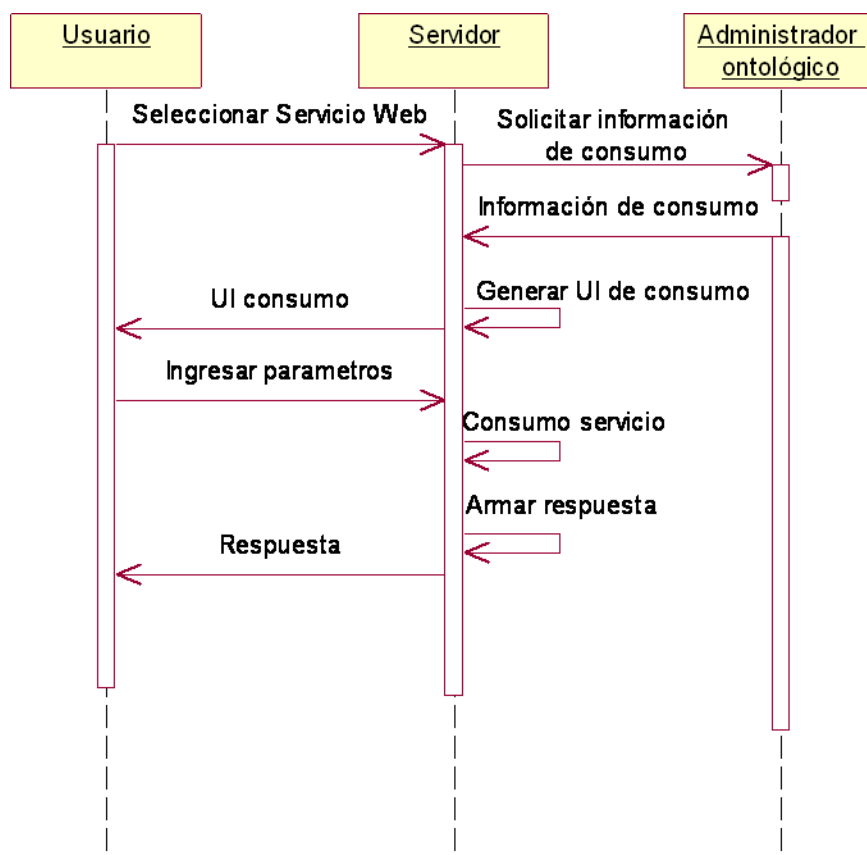 Usuario
Servidor
Administrador
ontológico
Seleccionar Servicio Web
Solicitar información
de consumo
Información de consumo
Generar UI de consumo
UI consumo
Ingresar parametros
Consumo servicio
Armar respuesta
Respuesta